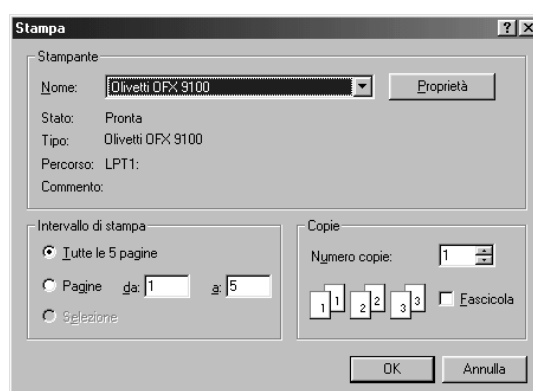 Stampa
Stampante
Nome: Olivetti OFX 9100 Proprietà
Stato: Pronta
Tipo: Olivetti OFX 9100
Percorso: LPT1:
Commento:
Intervallo di stampa
Tutte le 5 pagine
Pagine da: 1 a: 5
Selezione
Copie
Numero copie: 1
1 1 2 2 3 3 Fascicola
OK Annulla